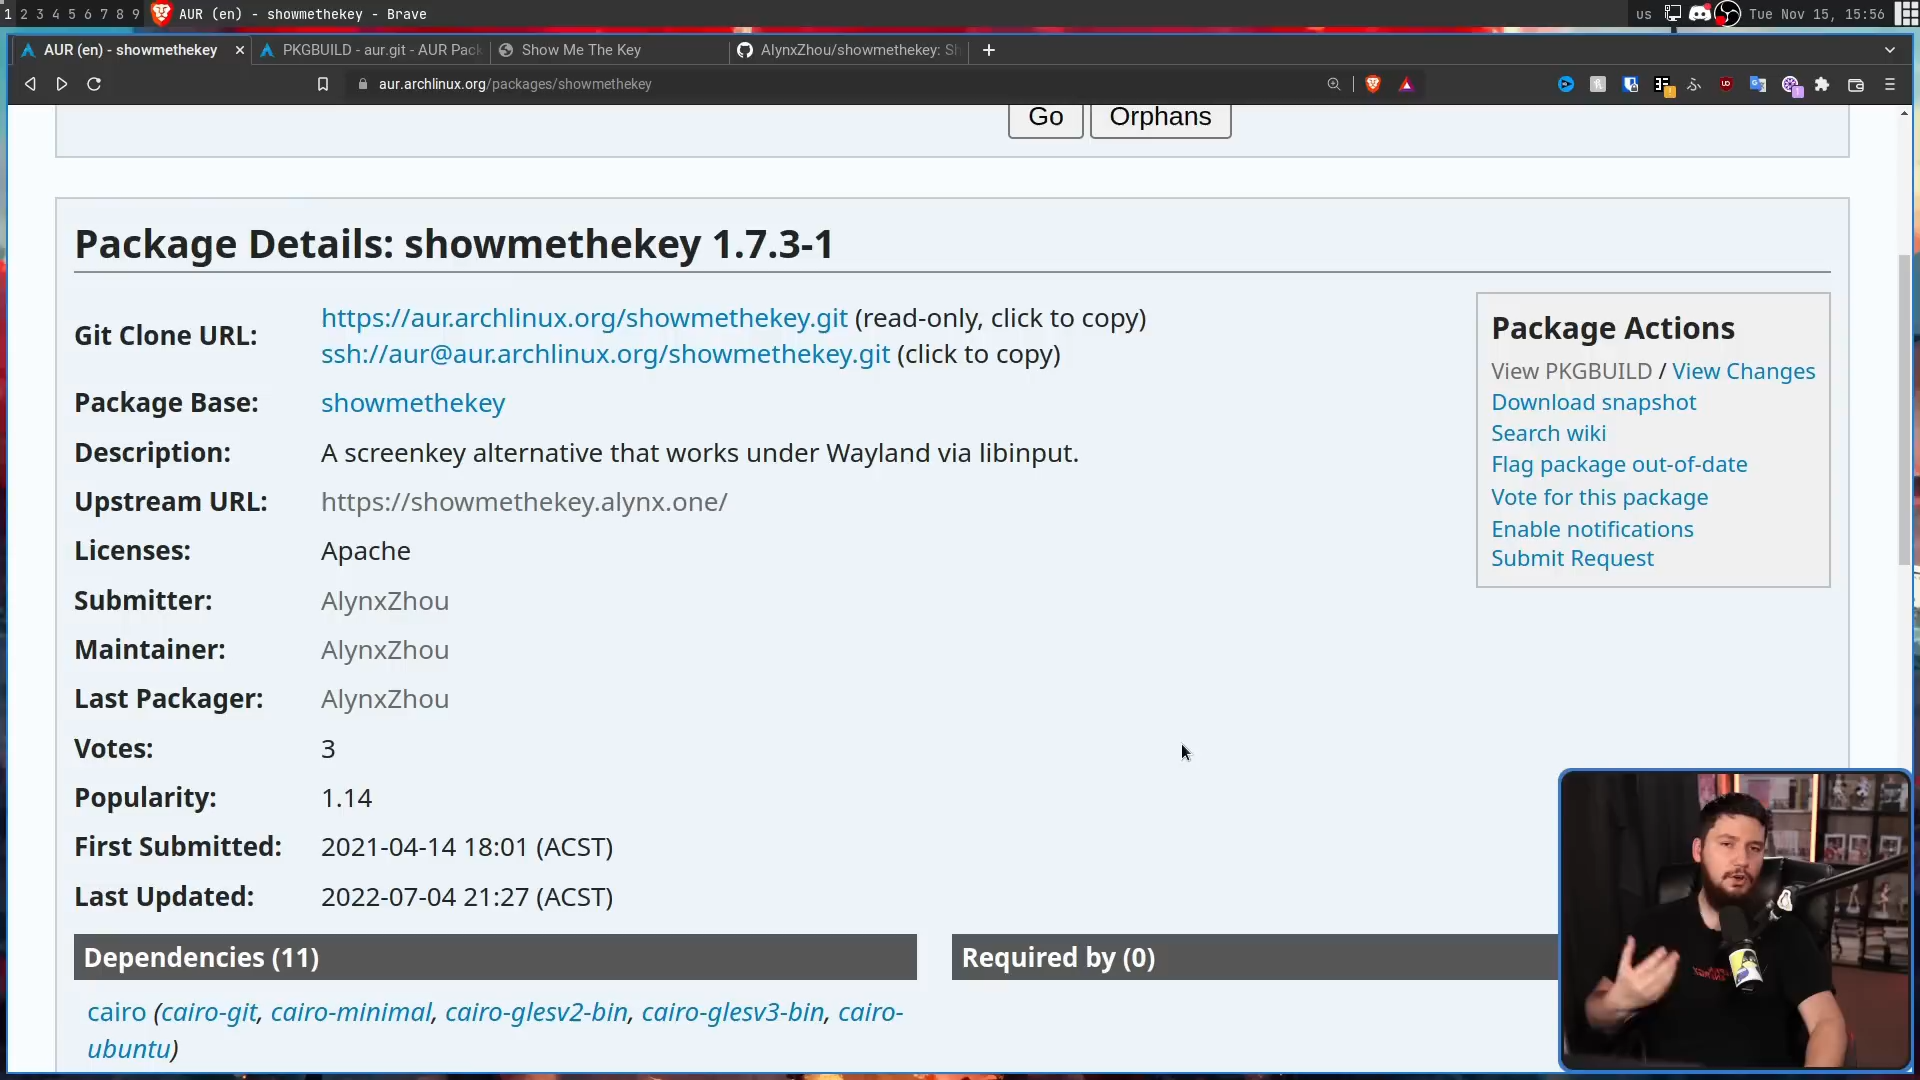 1 2 3 4 5 6 7 8 9 AUR (en) - showmethekey - Brave
us Tue Nov 15, 15:56
AUR (en) - showmethekey
PKGBUILD - aur.git - AUR Pack
Show Me The Key
AlynxZhou/showmethekey: Sh
aur.archlinux.org/packages/showmethekey
Go Orphans
Package Details: showmethekey 1.7.3-1
Git Clone URL: https://aur.archlinux.org/showmethekey.git (read-only, click to copy)
ssh://aur@aur.archlinux.org/showmethekey.git (click to copy)
Package Base: showmethekey
Description: A screenkey alternative that works under Wayland via libinput.
Upstream URL: https://showmethekey.alynx.one/
Licenses: Apache
Submitter: AlynxZhou
Maintainer: AlynxZhou
Last Packager: AlynxZhou
Votes: 3
Popularity: 1.14
First Submitted: 2021-04-14 18:01 (ACST)
Last Updated: 2022-07-04 21:27 (ACST)
Package Actions
View PKGBUILD / View Changes
Download snapshot
Search wiki
Flag package out-of-date
Vote for this package
Enable notifications
Submit Request
Dependencies (11)
cairo (cairo-git, cairo-minimal, cairo-glesv2-bin, cairo-glesv3-bin, cairo-
ubuntu)
Required by (0)